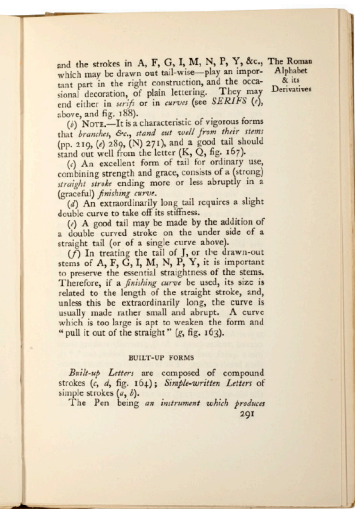 and the strokes in A, F, G, I, M, N, P, Y, &c.,
which may be drawn out tail-wise—play an impor-
tant part in the right construction, and the occa-
sional decoration, of plain lettering. They may
end either in serifs or in curves (see SERIFS (e),
above, and fig. 188).
The Roman
Alphabet
& its
Derivatives
(b) NOTE.—It is a characteristic of vigorous forms
that branches, &c., stand out well from their stems
(pp. 219, (e) 289, (N) 271), and a good tail should
stand out well from the letter (K, Q, fig. 167).
(c) An excellent form of tail for ordinary use,
combining strength and grace, consists of a (strong)
straight stroke ending more or less abruptly in a
(graceful) finishing curve.
(d) An extraordinarily long tail requires a slight
double curve to take off its stiffness.
(e) A good tail may be made by the addition of
a double curved stroke on the under side of a
straight tail (or of a single curve above).
(f) In treating the tail of J, or the drawn-out
stems of A, F, G, I, M, N, P, Y, it is important
to preserve the essential straightness of the stems.
Therefore, if a finishing curve be used, its size is
related to the length of the straight stroke, and,
unless this be extraordinarily long, the curve is
usually made rather small and abrupt. A curve
which is too large is apt to weaken the form and
“pull it out of the straight” (g, fig. 163).
BUILT-UP FORMS
Built-up Letters are composed of compound
strokes (c, d, fig. 164); Simple-written Letters of
simple strokes (a, b).
The Pen being an instrument which produces
291